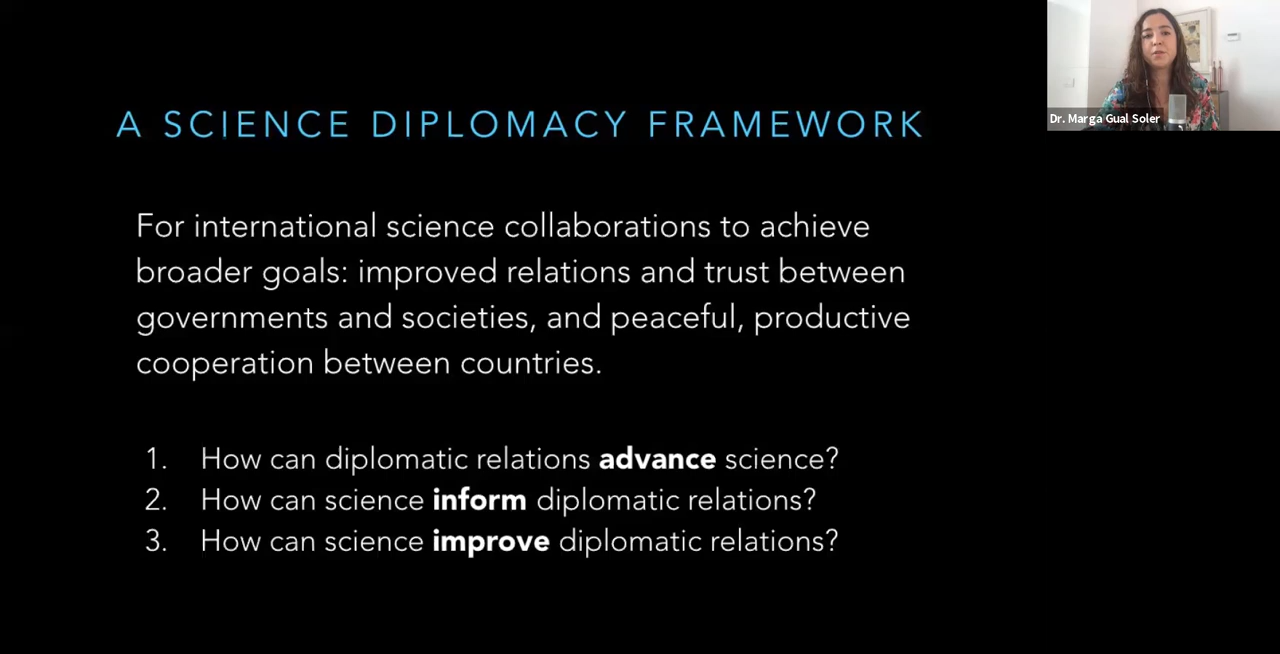 A SCIENCE DIPLOMACY FRAMEWORK
For international science collaborations to achieve
broader goals: improved relations and trust between
governments and societies, and peaceful, productive
cooperation between countries.
1. How can diplomatic relations advance science?
2. How can science inform diplomatic relations?
3. How can science improve diplomatic relations?
Dr. Marga Gual Soler